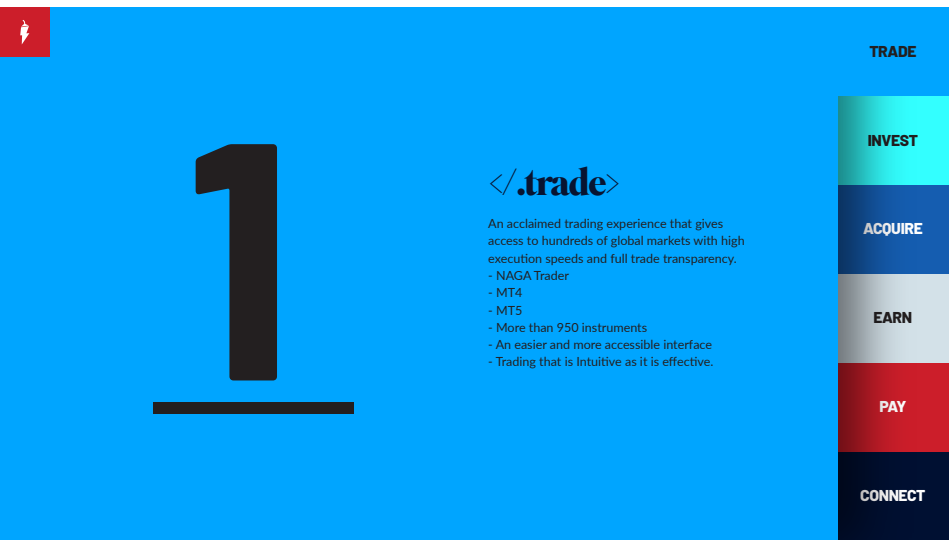 TRADE
1
</.trade>
An acclaimed trading experience that gives
access to hundreds of global markets with high
execution speeds and full trade transparency.
- NAGA Trader
- MT4
- MT5
- More than 950 instruments
- An easier and more accessible interface
- Trading that is Intuitive as it is effective.
INVEST
ACQUIRE
EARN
PAY
CONNECT